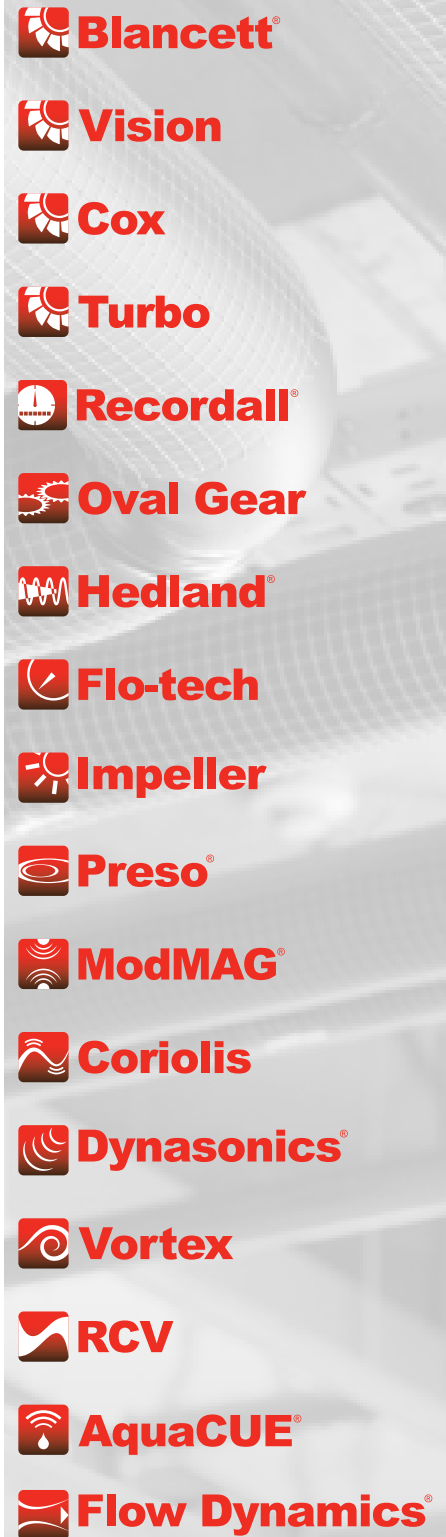 Blancett®
Vision
Cox
Turbo
Recordall®
Oval Gear
Hedland®
Flo-tech
Impeller
Preso®
ModMAG®
Coriolis
Dynasonics®
Vortex
RCV
AquaCUE®
Flow Dynamics®